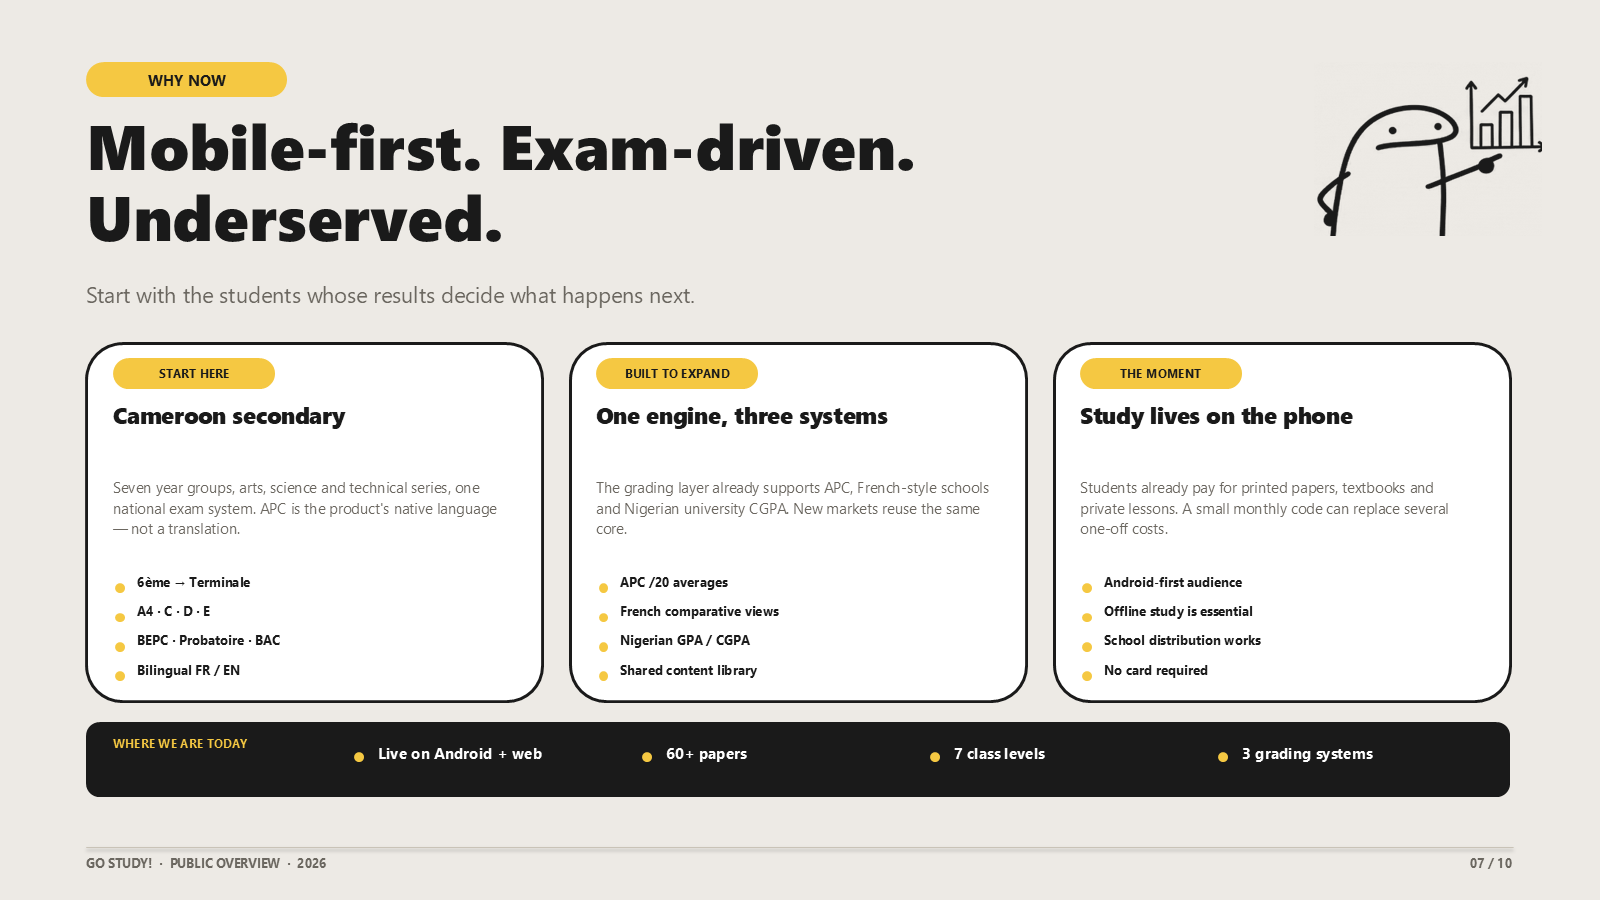 WHY NOW
Mobile-first. Exam-driven.
Underserved.
Start with the students whose results decide what happens next.
START HERE
Cameroon secondary
Seven year groups, arts, science and technical series, one
national exam system. APC is the product's native language
— not a translation.
6ème → Terminale
A4 · C · D · E
BEPC · Probatoire · BAC
Bilingual FR / EN
BUILT TO EXPAND
One engine, three systems
The grading layer already supports APC, French-style schools
and Nigerian university CGPA. New markets reuse the same
core.
APC /20 averages
French comparative views
Nigerian GPA / CGPA
Shared content library
THE MOMENT
Study lives on the phone
Students already pay for printed papers, textbooks and
private lessons. A small monthly code can replace several
one-off costs.
Android-first audience
Offline study is essential
School distribution works
No card required
WHERE WE ARE TODAY
Live on Android + web
60+ papers
7 class levels
3 grading systems
GO STUDY! · PUBLIC OVERVIEW · 2026
07 / 10